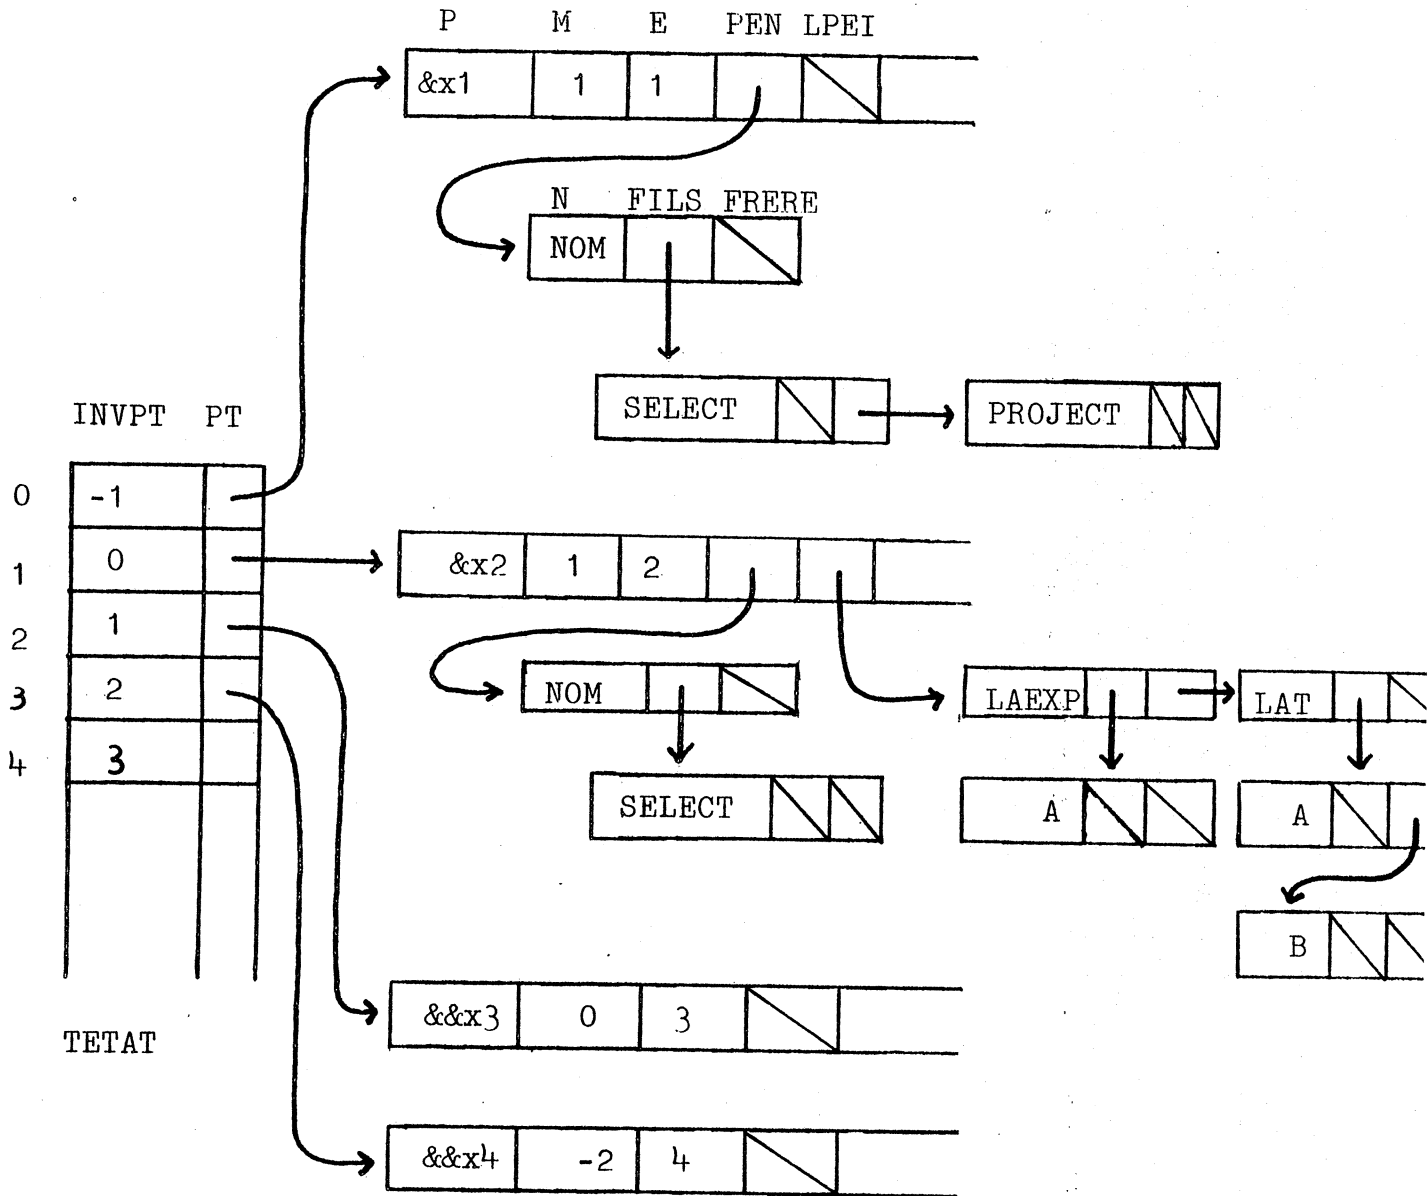 P M E PEN LPEI
&x1 1 1
N FILS FRERE
NOM
SELECT PROJECT
INVPT PT
0 -1
1 0
&x2 1 2
2 1
3 2
NOM LAEXP LAT
4 3
SELECT A A
B
&&x3 0 3
TETAT
&&x4 -2 4